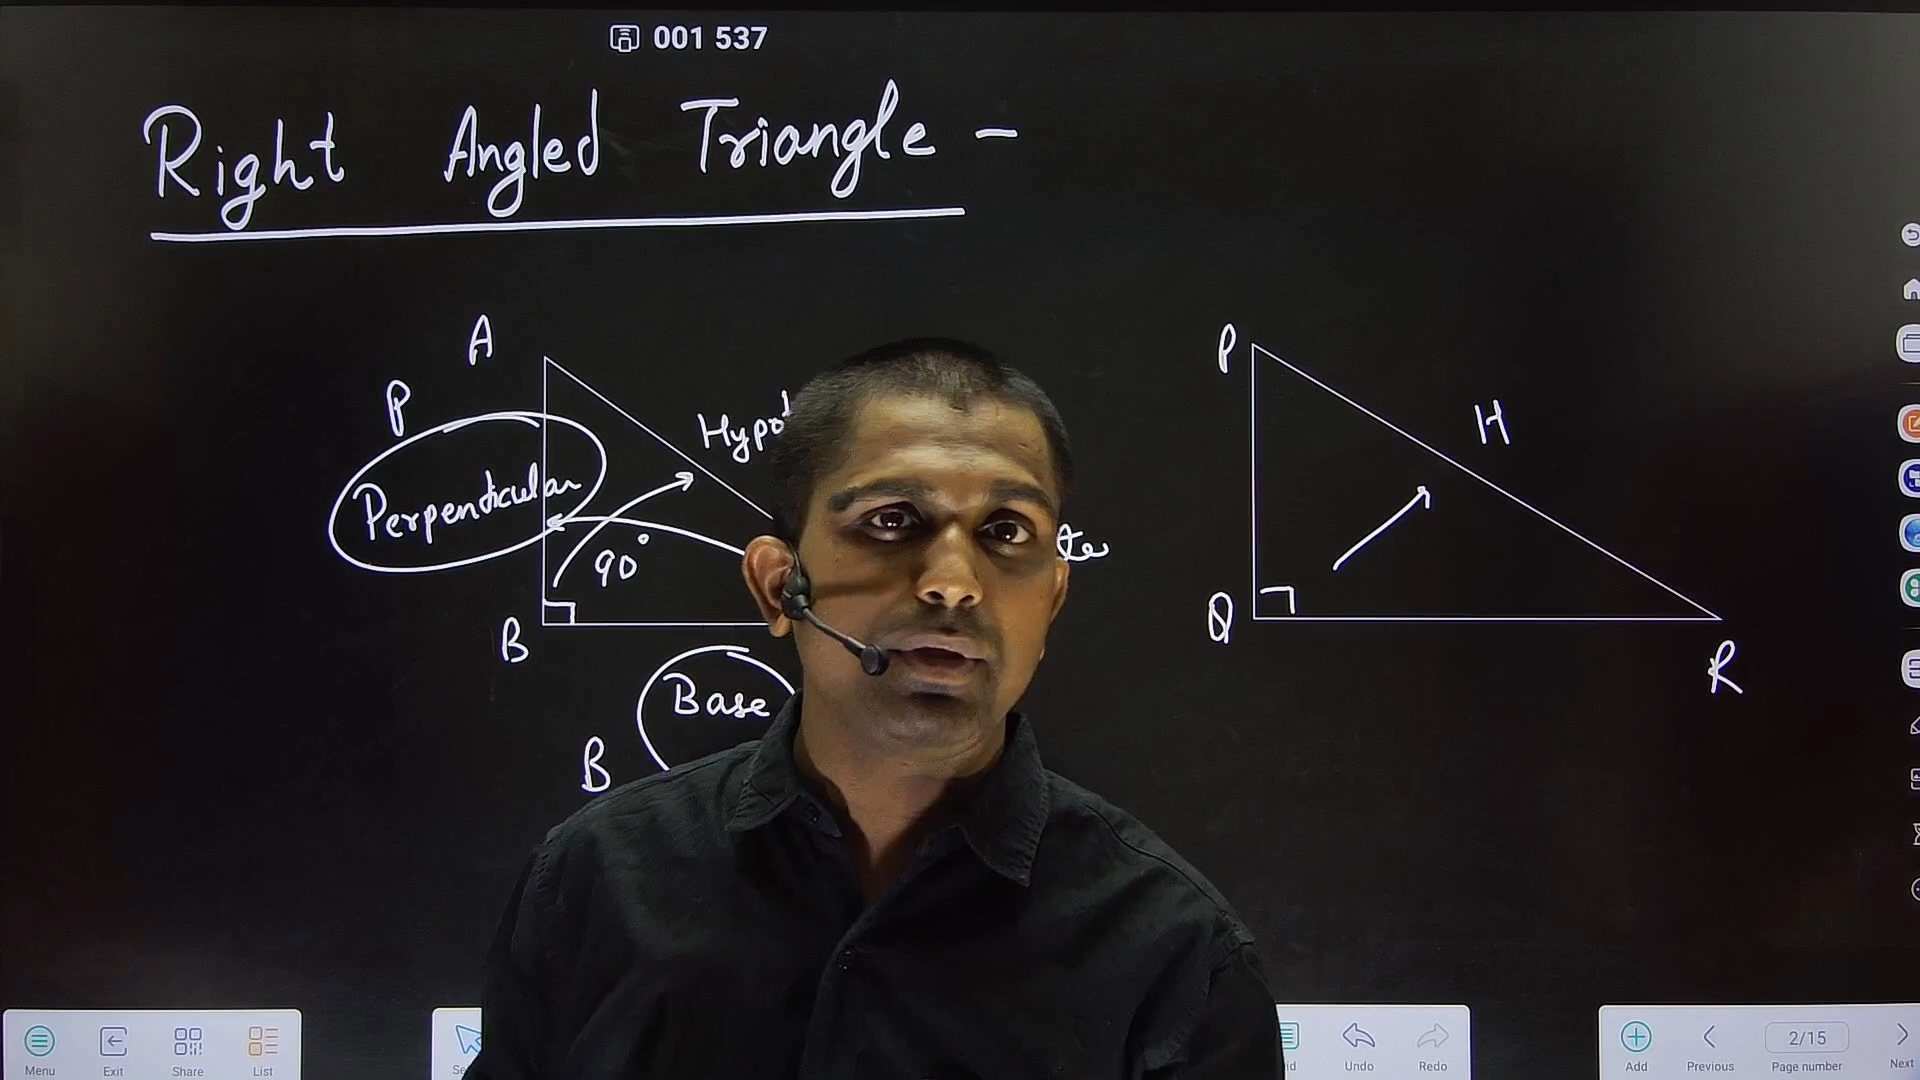 001 537
Right Angled Triangle -
A
P
Perpendicular
90°
B
Base
B
P
H
Q
R
Menu
Exit
Share
List
Undo
Redo
Add
Previous
2/15
Page number
Next